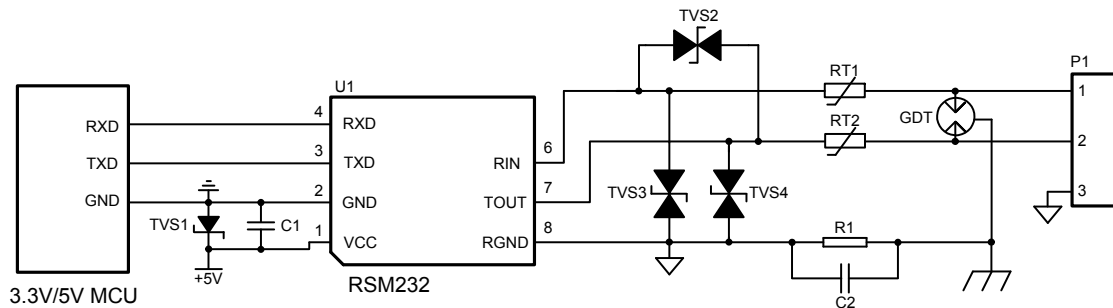 TVS2
P1
U1
RT1
1
4
RXD
RXD
GDT
RT2
6
3
RIN
2
TXD
TXD
7
TVS3
TVS4
3
GND
2
GND
TOUT
TVS1
C1
1
VCC
8
RGND
R1
+5V
C2
3.3V/5V MCU
RSM232